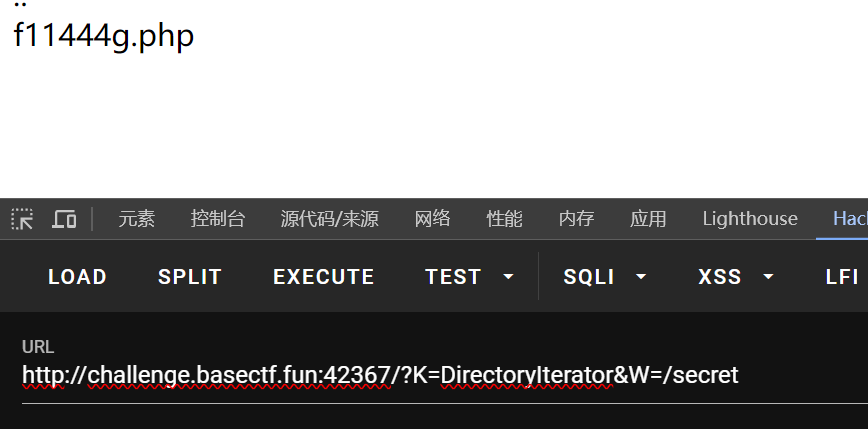 ..
f11444g.php
元素 控制台 源代码/来源 网络 性能 内存 应用 Lighthouse
LOAD SPLIT EXECUTE TEST SQLI XSS LFI
URL
http://challenge.basectf.fun:42367/?K=DirectoryIterator&W=/secret